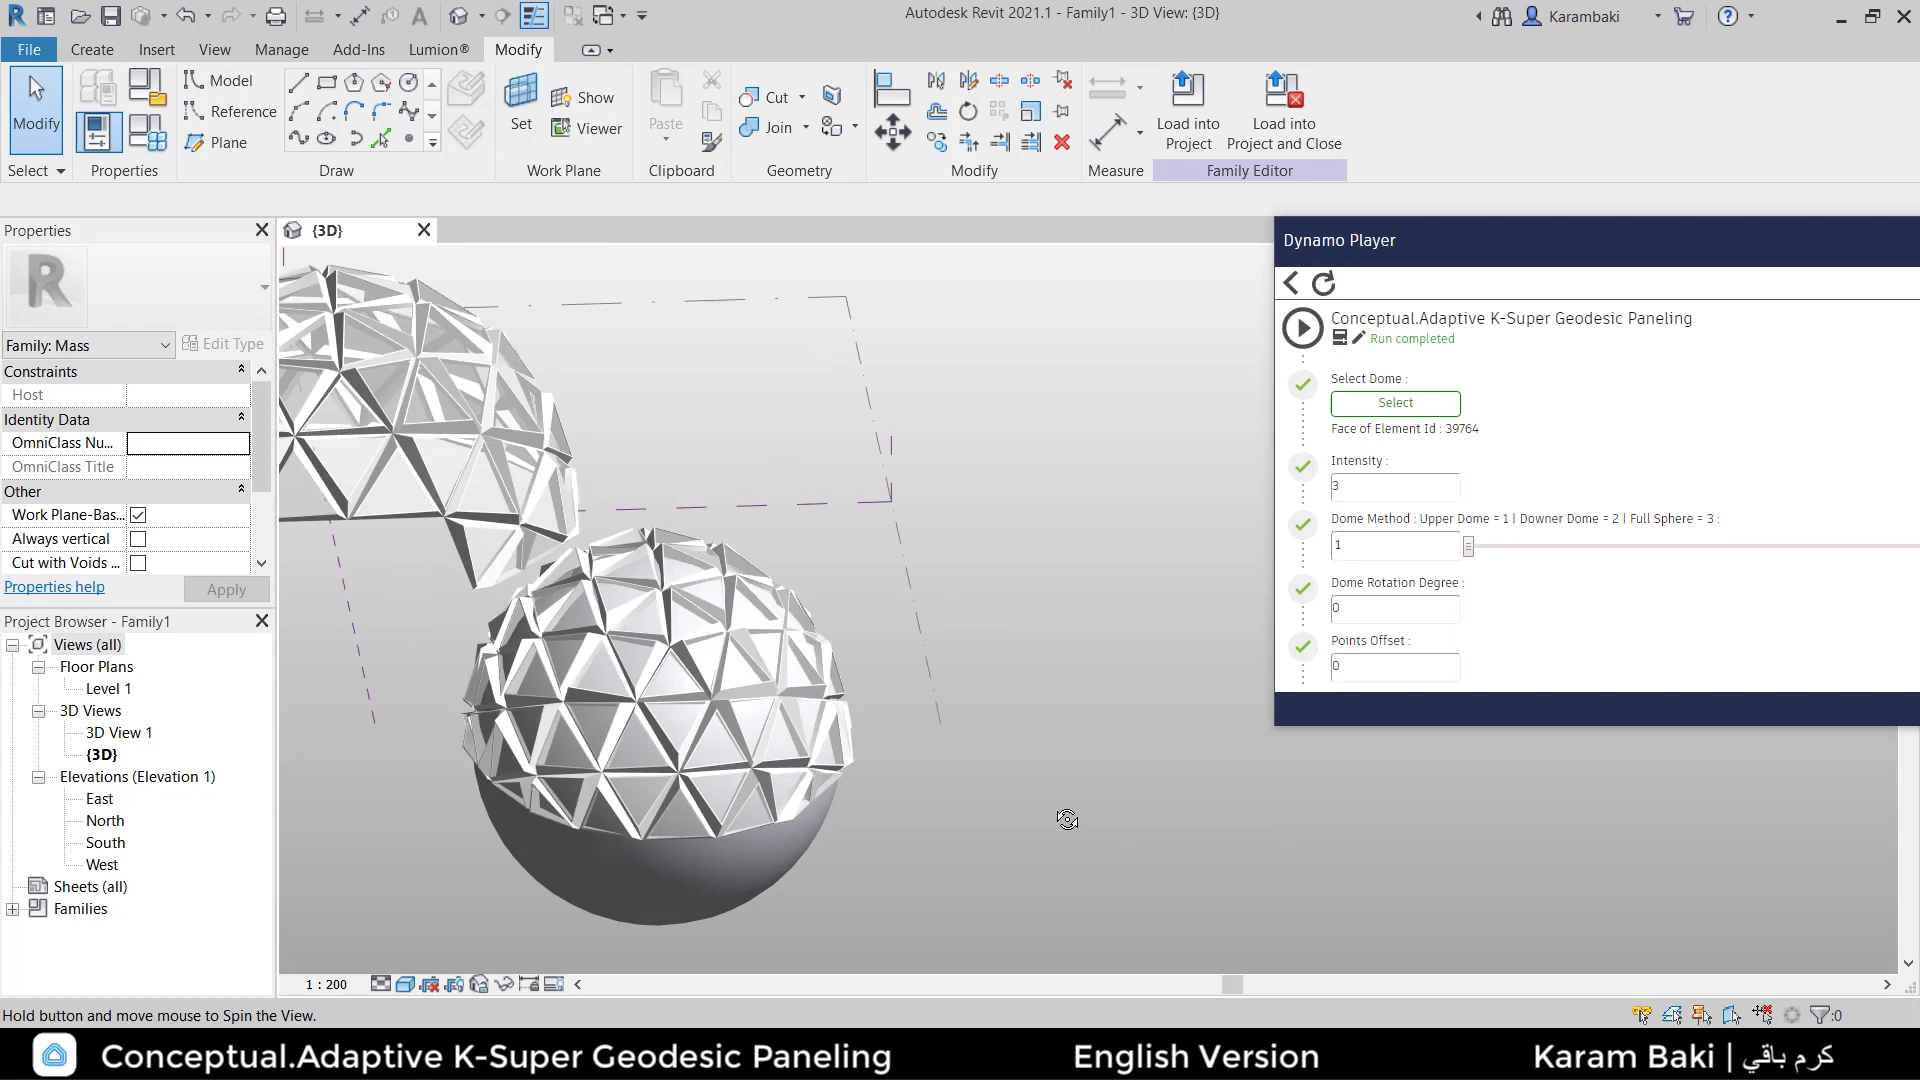 Autodesk Revit 2021.1 - Family1 - 3D View: {3D}
Karambaki
File
Create
Insert
View
Manage
Add-Ins
Lumion®
Modify
Modify
Select
Properties
Model
Reference
Plane
Draw
Set
Show
Viewer
Work Plane
Paste
Clipboard
Cut
Join
Geometry
Modify
Measure
Load into
Project
Load into
Project and Close
Family Editor
Properties
Family: Mass
Edit Type
Constraints
Host
Identity Data
OmniClass Nu...
OmniClass Title
Other
Work Plane-Bas...
Always vertical
Cut with Voids ...
Properties help
Apply
Project Browser - Family1
Views (all)
Floor Plans
Level 1
3D Views
3D View 1
{3D}
Elevations (Elevation 1)
East
North
South
West
Sheets (all)
Families
{3D}
Dynamo Player
Conceptual.Adaptive K-Super Geodesic Paneling
Run completed
Select Dome :
Select
Face of Element Id : 39764
Intensity :
3
Dome Method : Upper Dome = 1 | Downer Dome = 2 | Full Sphere = 3 :
1
Dome Rotation Degree :
0
Points Offset :
0
1 : 200
Hold button and move mouse to Spin the View.
:0
Conceptual.Adaptive K-Super Geodesic Paneling
English Version
Karam Baki | كرم باقي